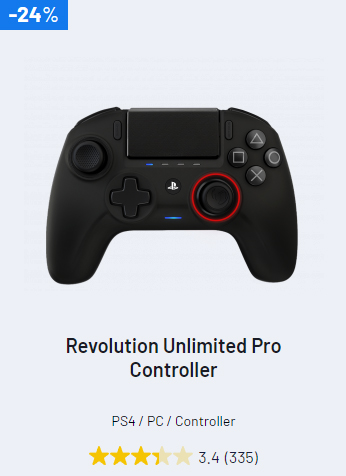 -24%
Revolution Unlimited Pro
Controller
PS4 / PC / Controller
3.4 (335)